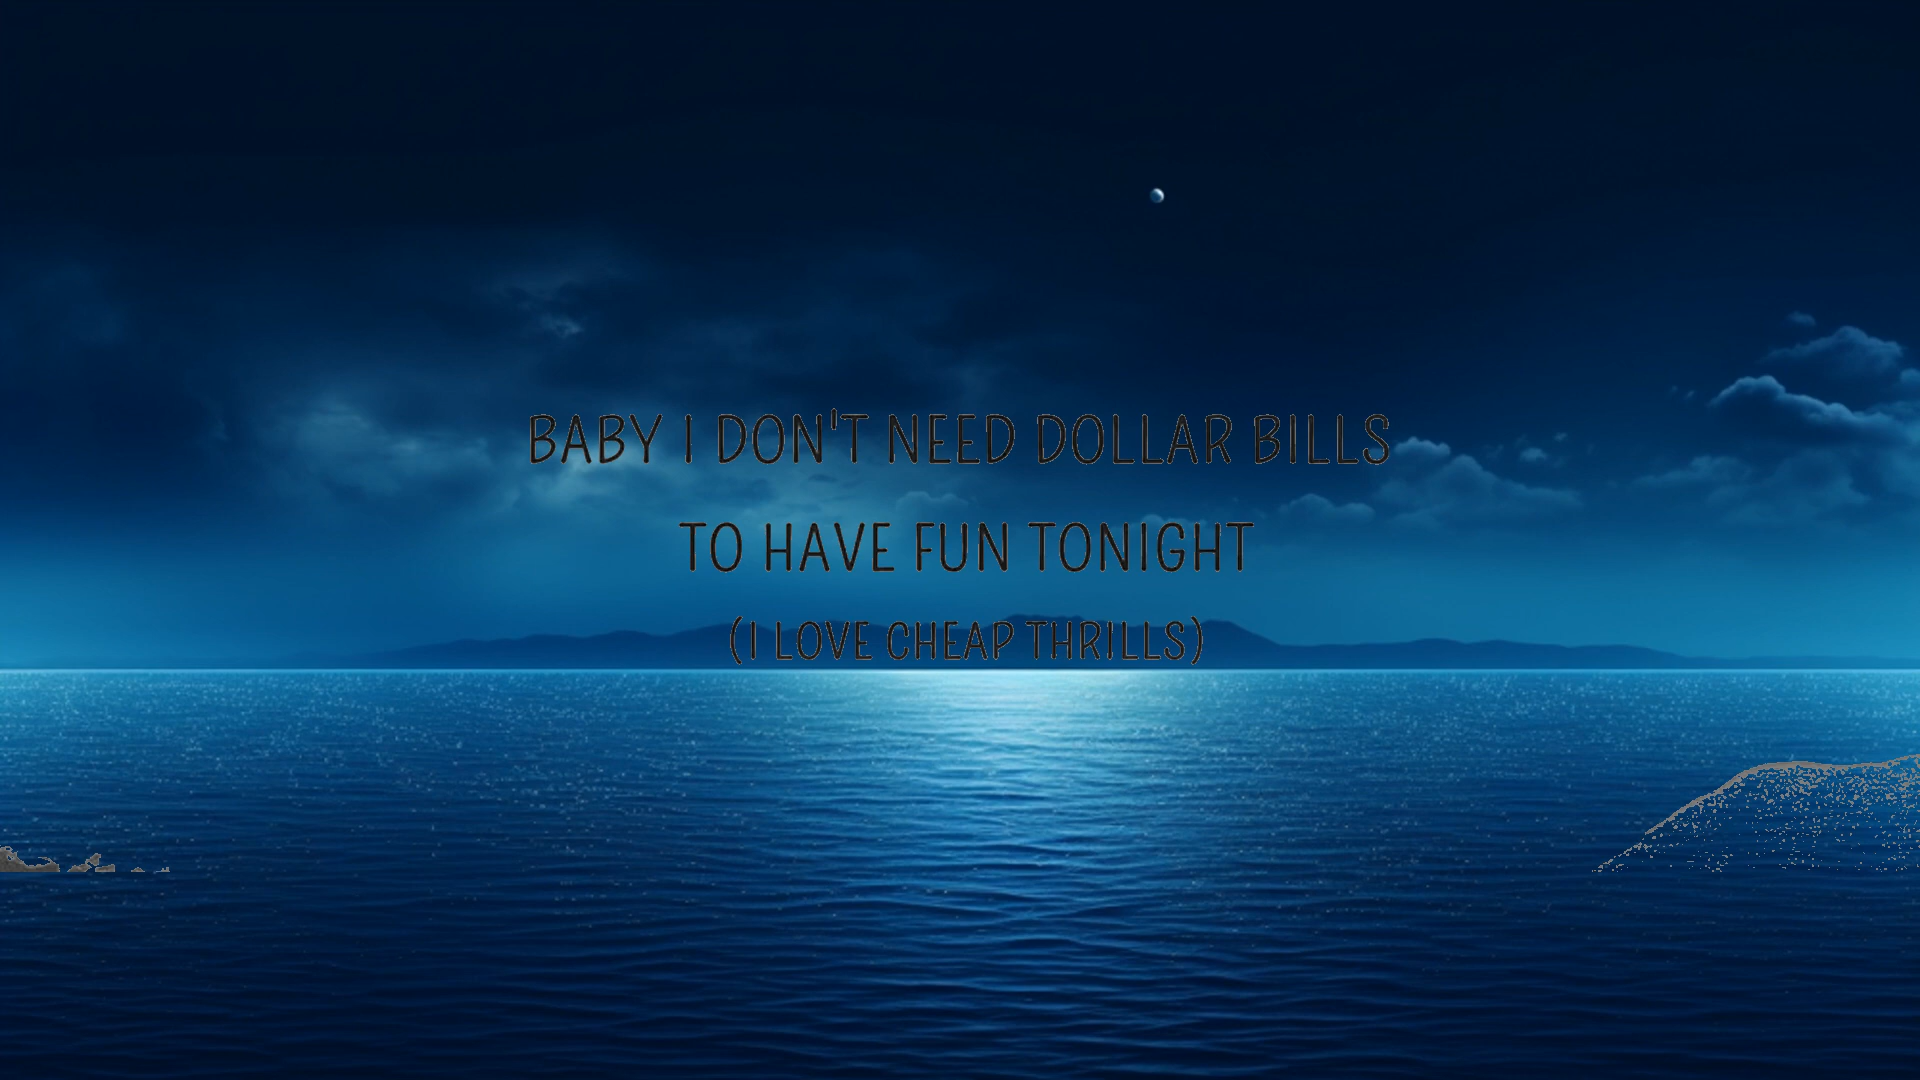 BABY I DON'T NEED DOLLAR BILLS
TO HAVE FUN TONIGHT
(I LOVE CHEAP THRILLS)